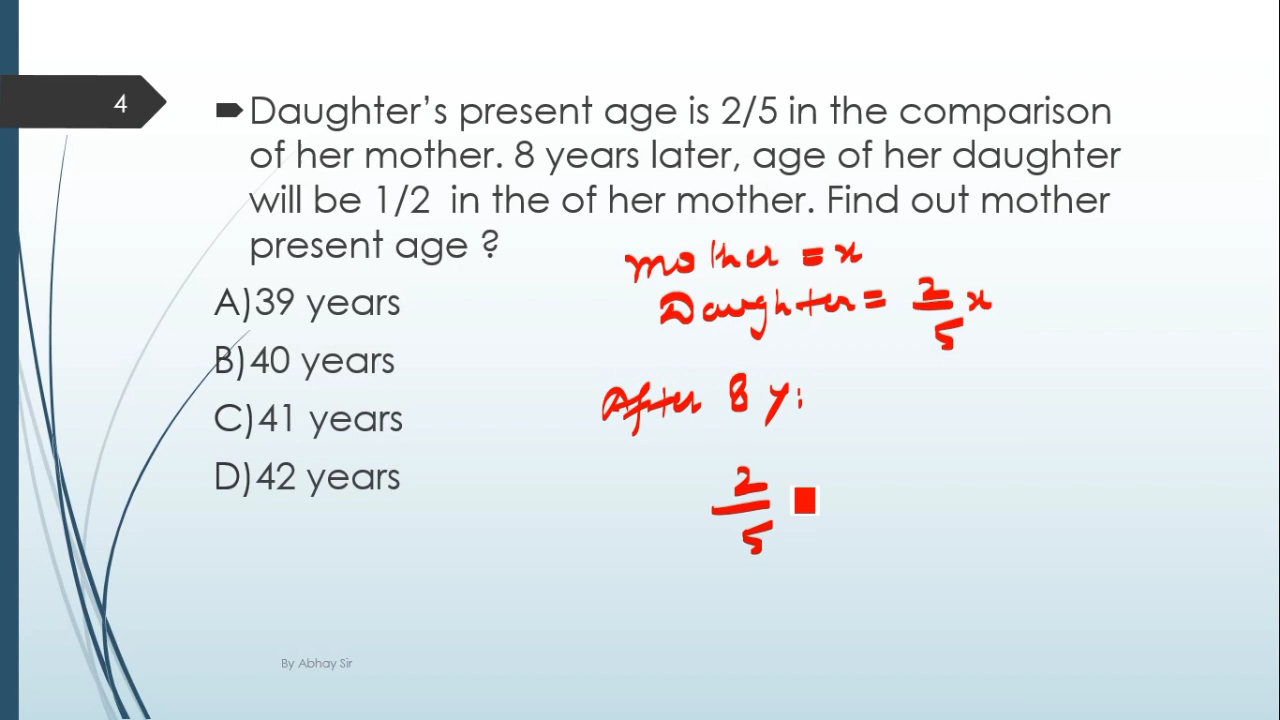 4
Daughter’s present age is 2/5 in the comparison
of her mother. 8 years later, age of her daughter
will be 1/2 in the of her mother. Find out mother
present age ?
mother = x
A)39 years
Daughter = 2/5 x
B)40 years
After 8 y
C)41 years
D)42 years
2/5
By Abhay Sir